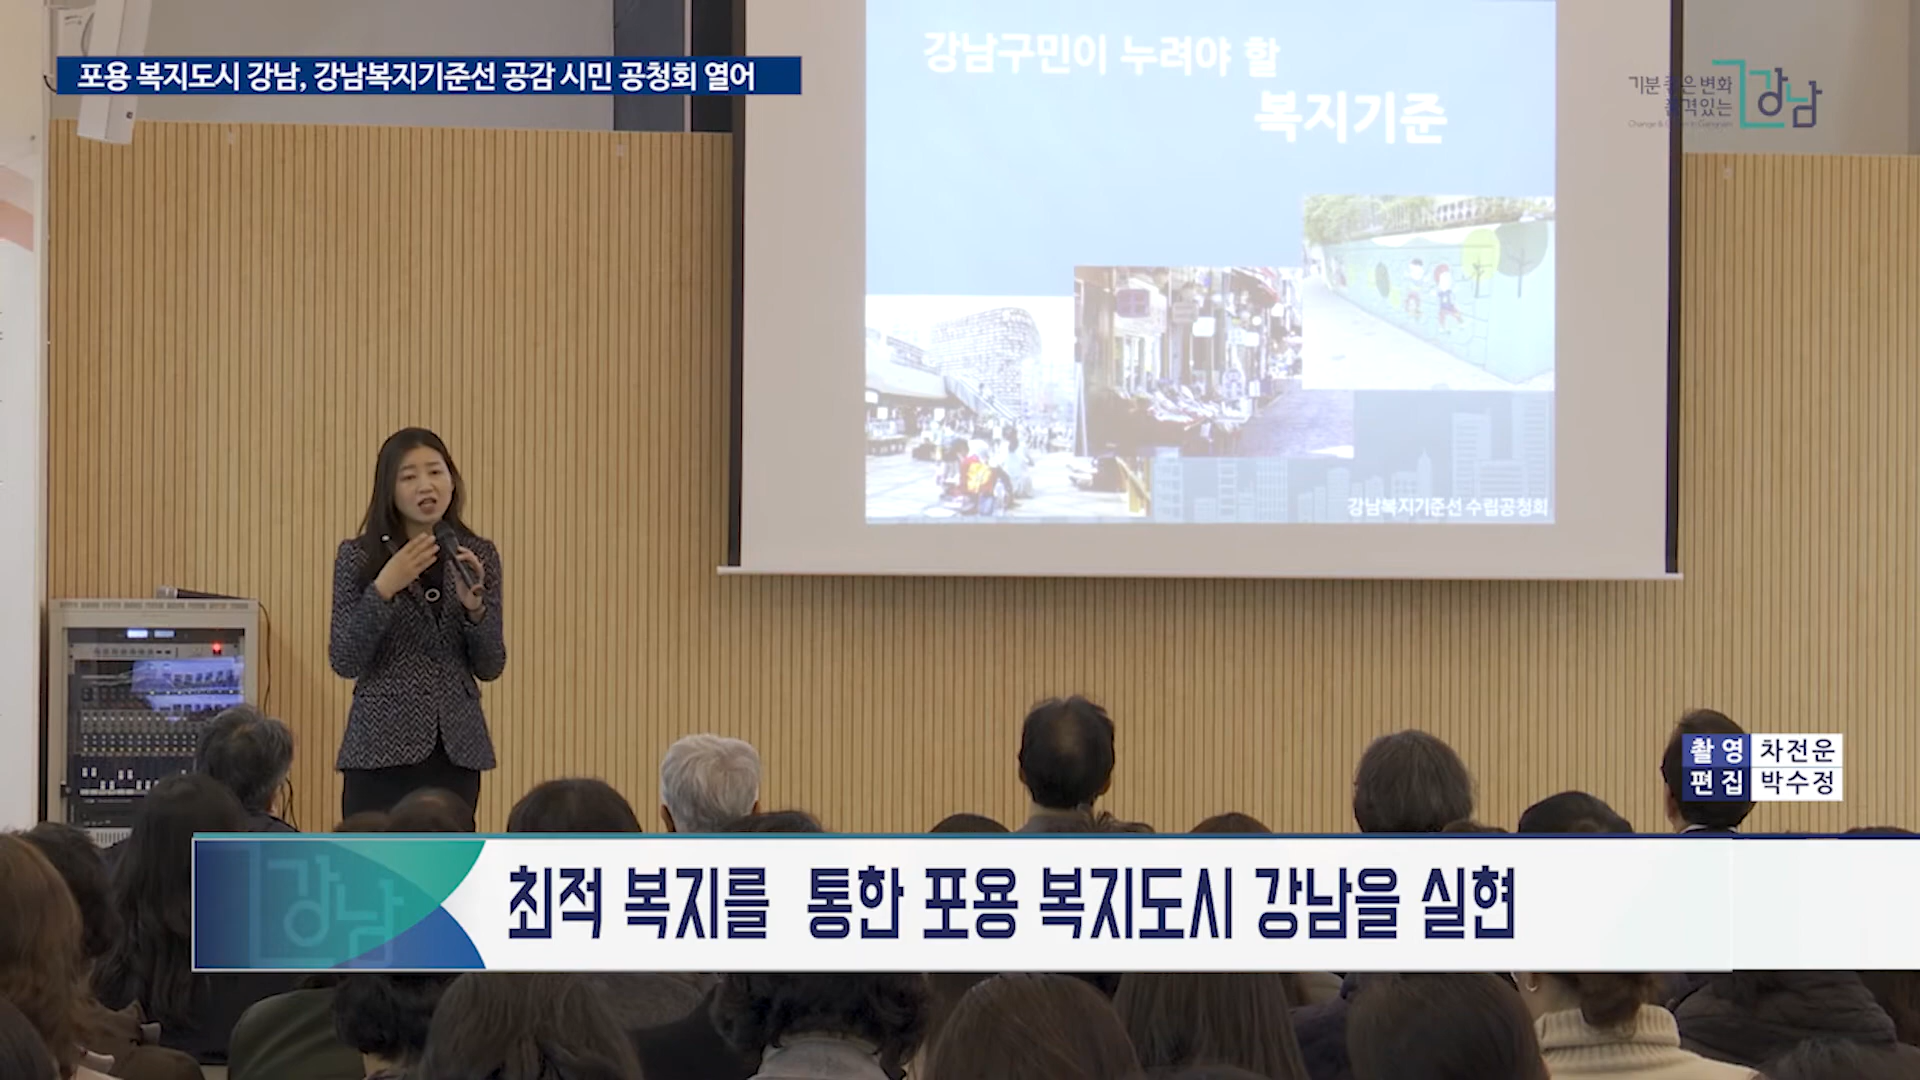 포용 복지도시 강남, 강남복지기준선 공감 시민 공청회 열어
기분 좋은 변화
품격 있는
강남
강남구민이 누려야 할
복지기준
강남복지기준선 수립공청회
촬영 차전운
편집 박수정
강남
최적 복지를 통한 포용 복지도시 강남을 실현